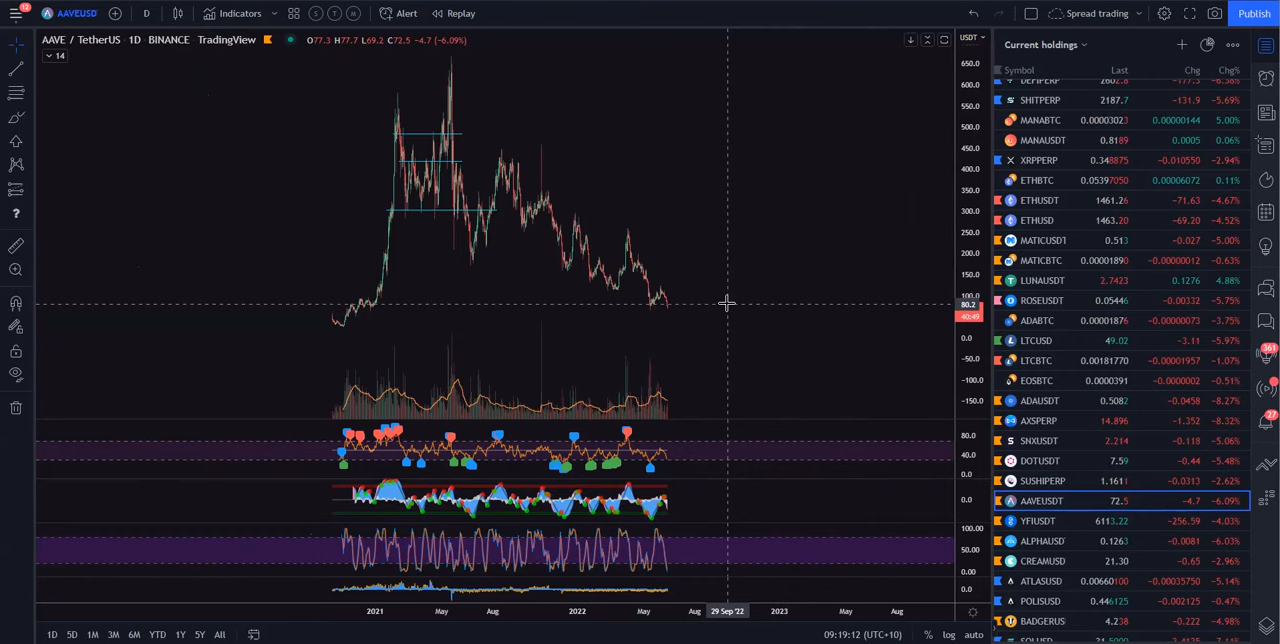 12 AAVEUSD D Indicators S T M Alert Replay Spread trading Publish
AAVE / TetherUS · 1D · BINANCE · TradingView O77.3 H77.7 L69.2 C72.5 -4.7 (-6.09%)
14
USDT
650.0
600.0
550.0
500.0
450.0
400.0
350.0
300.0
250.0
200.0
150.0
100.0
80.2
40:49
0.0
-50.0
-100.0
-150.0
80.0
40.0
0.0
0.0
100.00
50.00
0.00
0.0
2021 May Aug 2022 May Aug 29 Sep '22 2023 May Aug
1D 5D 1M 3M 6M YTD 1Y 5Y All 09:19:12 (UTC+10) % log auto
Current holdings
Symbol Last Chg Chg%
DEFIPERP 2602.8 -177.3 -6.38%
SHITPERP 2187.7 -131.9 -5.69%
MANABTC 0.00003023 0.00000144 5.00%
MANAUSDT 0.8189 0.0005 0.06%
XRPPERP 0.348875 -0.010550 -2.94%
ETHBTC 0.05397050 0.00006072 0.11%
ETHUSDT 1461.26 -71.63 -4.67%
ETHUSD 1463.20 -69.20 -4.52%
MATICUSDT 0.513 -0.027 -5.00%
MATICBTC 0.00001890 -0.00000012 -0.63%
LUNAUSDT 2.7423 0.1276 4.88%
ROSEUSDT 0.05446 -0.00332 -5.75%
ADABTC 0.00001876 -0.00000073 -3.75%
LTCUSD 49.02 -3.11 -5.97%
LTCBTC 0.00181770 -0.00001957 -1.07%
EOSBTC 0.0000391 -0.0000002 -0.51%
ADAUSDT 0.5082 -0.0458 -8.27%
AXSPERP 14.896 -1.352 -8.32%
SNXUSDT 2.214 -0.118 -5.06%
DOTUSDT 7.59 -0.44 -5.48%
SUSHIPERP 1.1611 -0.0313 -2.62%
AAVEUSDT 72.5 -4.7 -6.09%
YFIUSDT 6113.22 -256.59 -4.03%
ALPHAUSD 0.1263 -0.0081 -6.03%
CREAMUSD 21.30 -0.65 -2.96%
ATLASUSD 0.00660100 -0.00035750 -5.14%
POLISUSD 0.446125 -0.002125 -0.47%
BADGERUS 4.238 -0.222 -4.98%
361
27